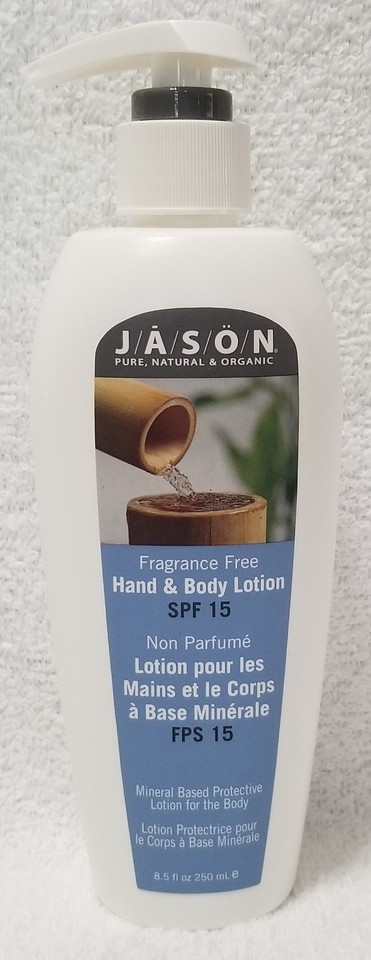 J/Ā/S/Ö/N®
PURE, NATURAL & ORGANIC
Fragrance Free
Hand & Body Lotion
SPF 15
Non Parfumé
Lotion pour les
Mains et le Corps
à Base Minérale
FPS 15
Mineral Based Protective
Lotion for the Body
Lotion Protectrice pour
le Corps à Base Minérale
8.5 fl oz 250 mL ℮